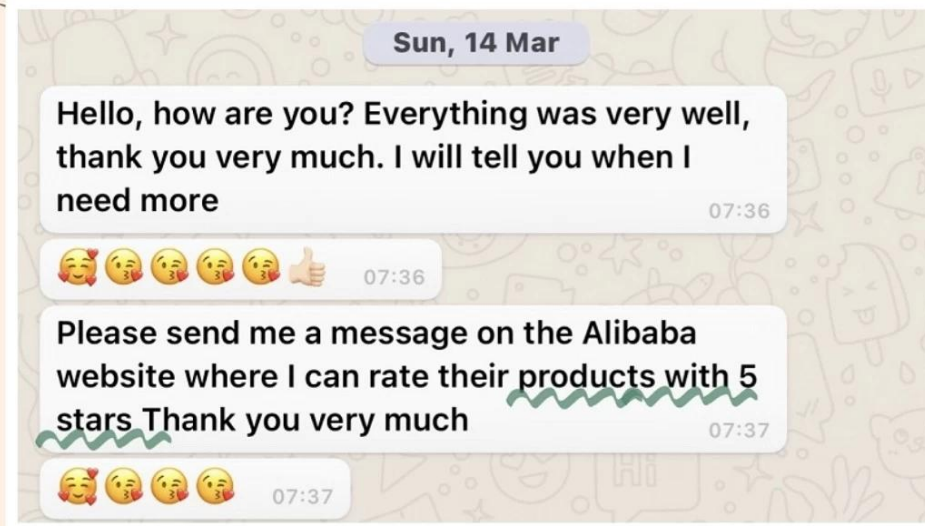 Sun, 14 Mar
Hello, how are you? Everything was very well,
thank you very much. I will tell you when I
need more
07:36
🥰😘😘😘😘👍🏻
07:36
Please send me a message on the Alibaba
website where I can rate their products with 5
stars Thank you very much
07:37
🥰😘😘😘
07:37
Hi